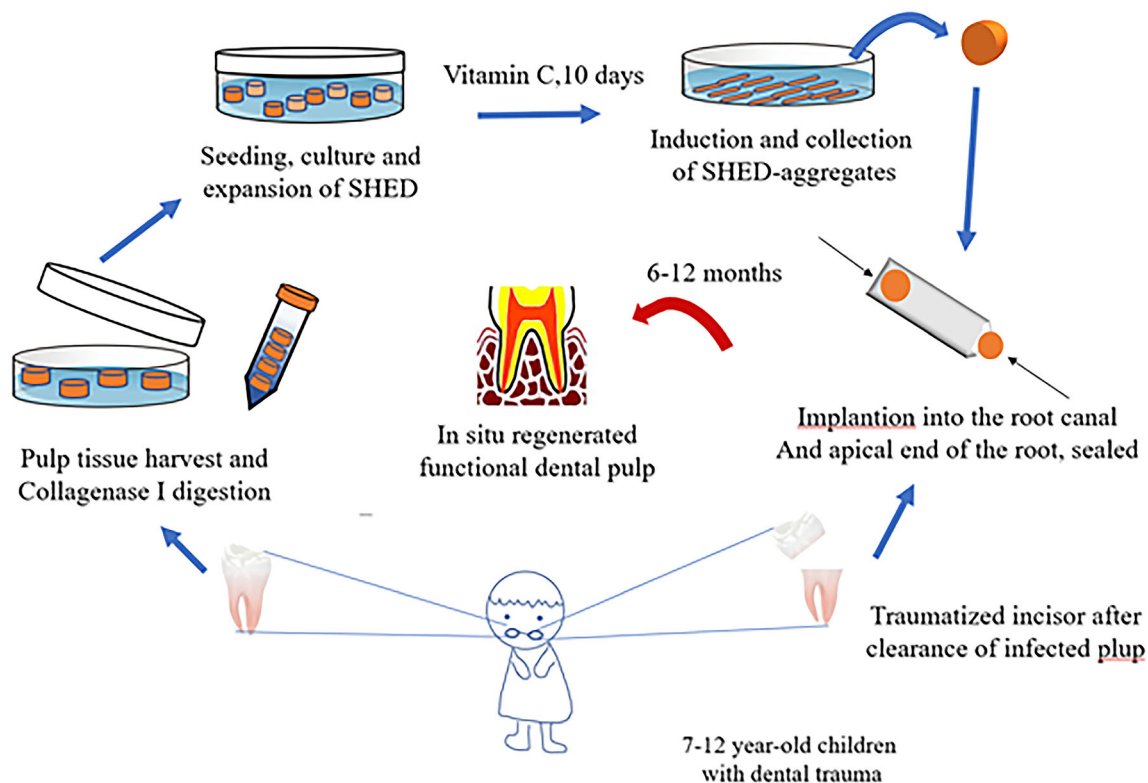 Vitamin C,10 days
Seeding, culture and
expansion of SHED
Induction and collection
of SHED-aggregates
6-12 months
Pulp tissue harvest and
Collagenase I digestion
In situ regenerated
functional dental pulp
Implantion into the root canal
And apical end of the root, sealed
Traumatized incisor after
clearance of infected plup
7-12 year-old children
with dental trauma